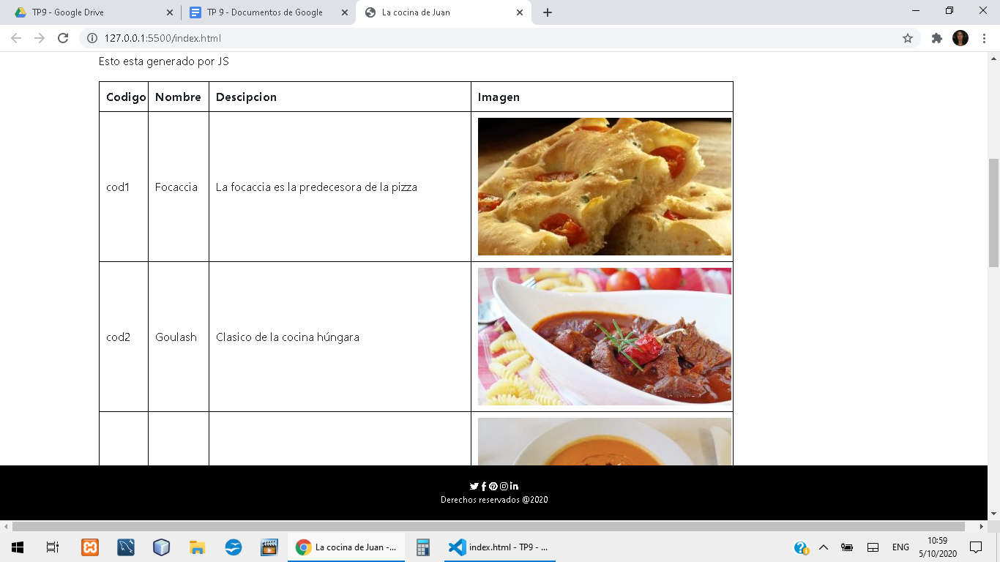 TP9 - Google Drive
TP 9 - Documentos de Google
La cocina de Juan
127.0.0.1:5500/index.html
Esto esta generado por JS
Codigo Nombre Descipcion Imagen
cod1 Focaccia La focaccia es la predecesora de la pizza
cod2 Goulash Clasico de la cocina húngara
Derechos reservados @2020
La cocina de Juan -...
index.html - TP9 - ...
ENG
10:59
5/10/2020